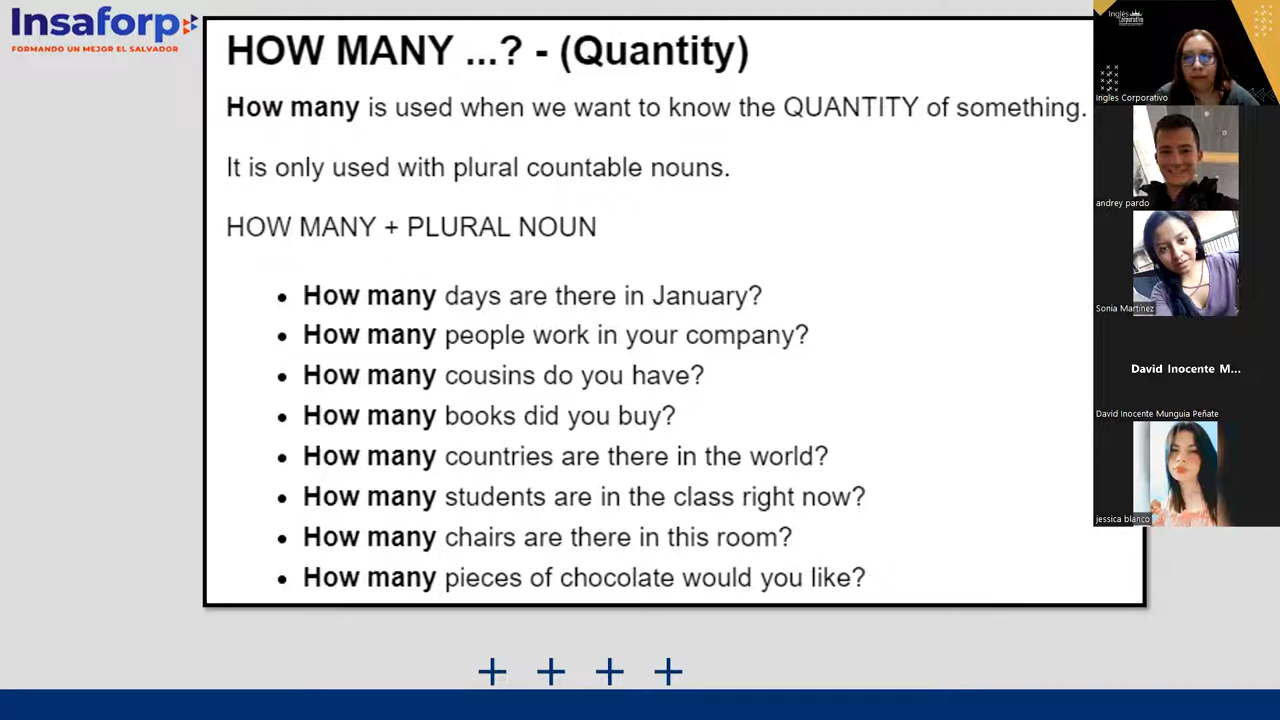 Insaforp
FORMANDO UN MEJOR EL SALVADOR
HOW MANY ...? - (Quantity)
How many is used when we want to know the QUANTITY of something.
It is only used with plural countable nouns.
HOW MANY + PLURAL NOUN
• How many days are there in January?
• How many people work in your company?
• How many cousins do you have?
• How many books did you buy?
• How many countries are there in the world?
• How many students are in the class right now?
• How many chairs are there in this room?
• How many pieces of chocolate would you like?
Inglés
Corporativo
Ingles Corporativo
andrey pardo
Sonia Martinez
David Inocente M...
David Inocente Munguia Peñate
jessica blanco